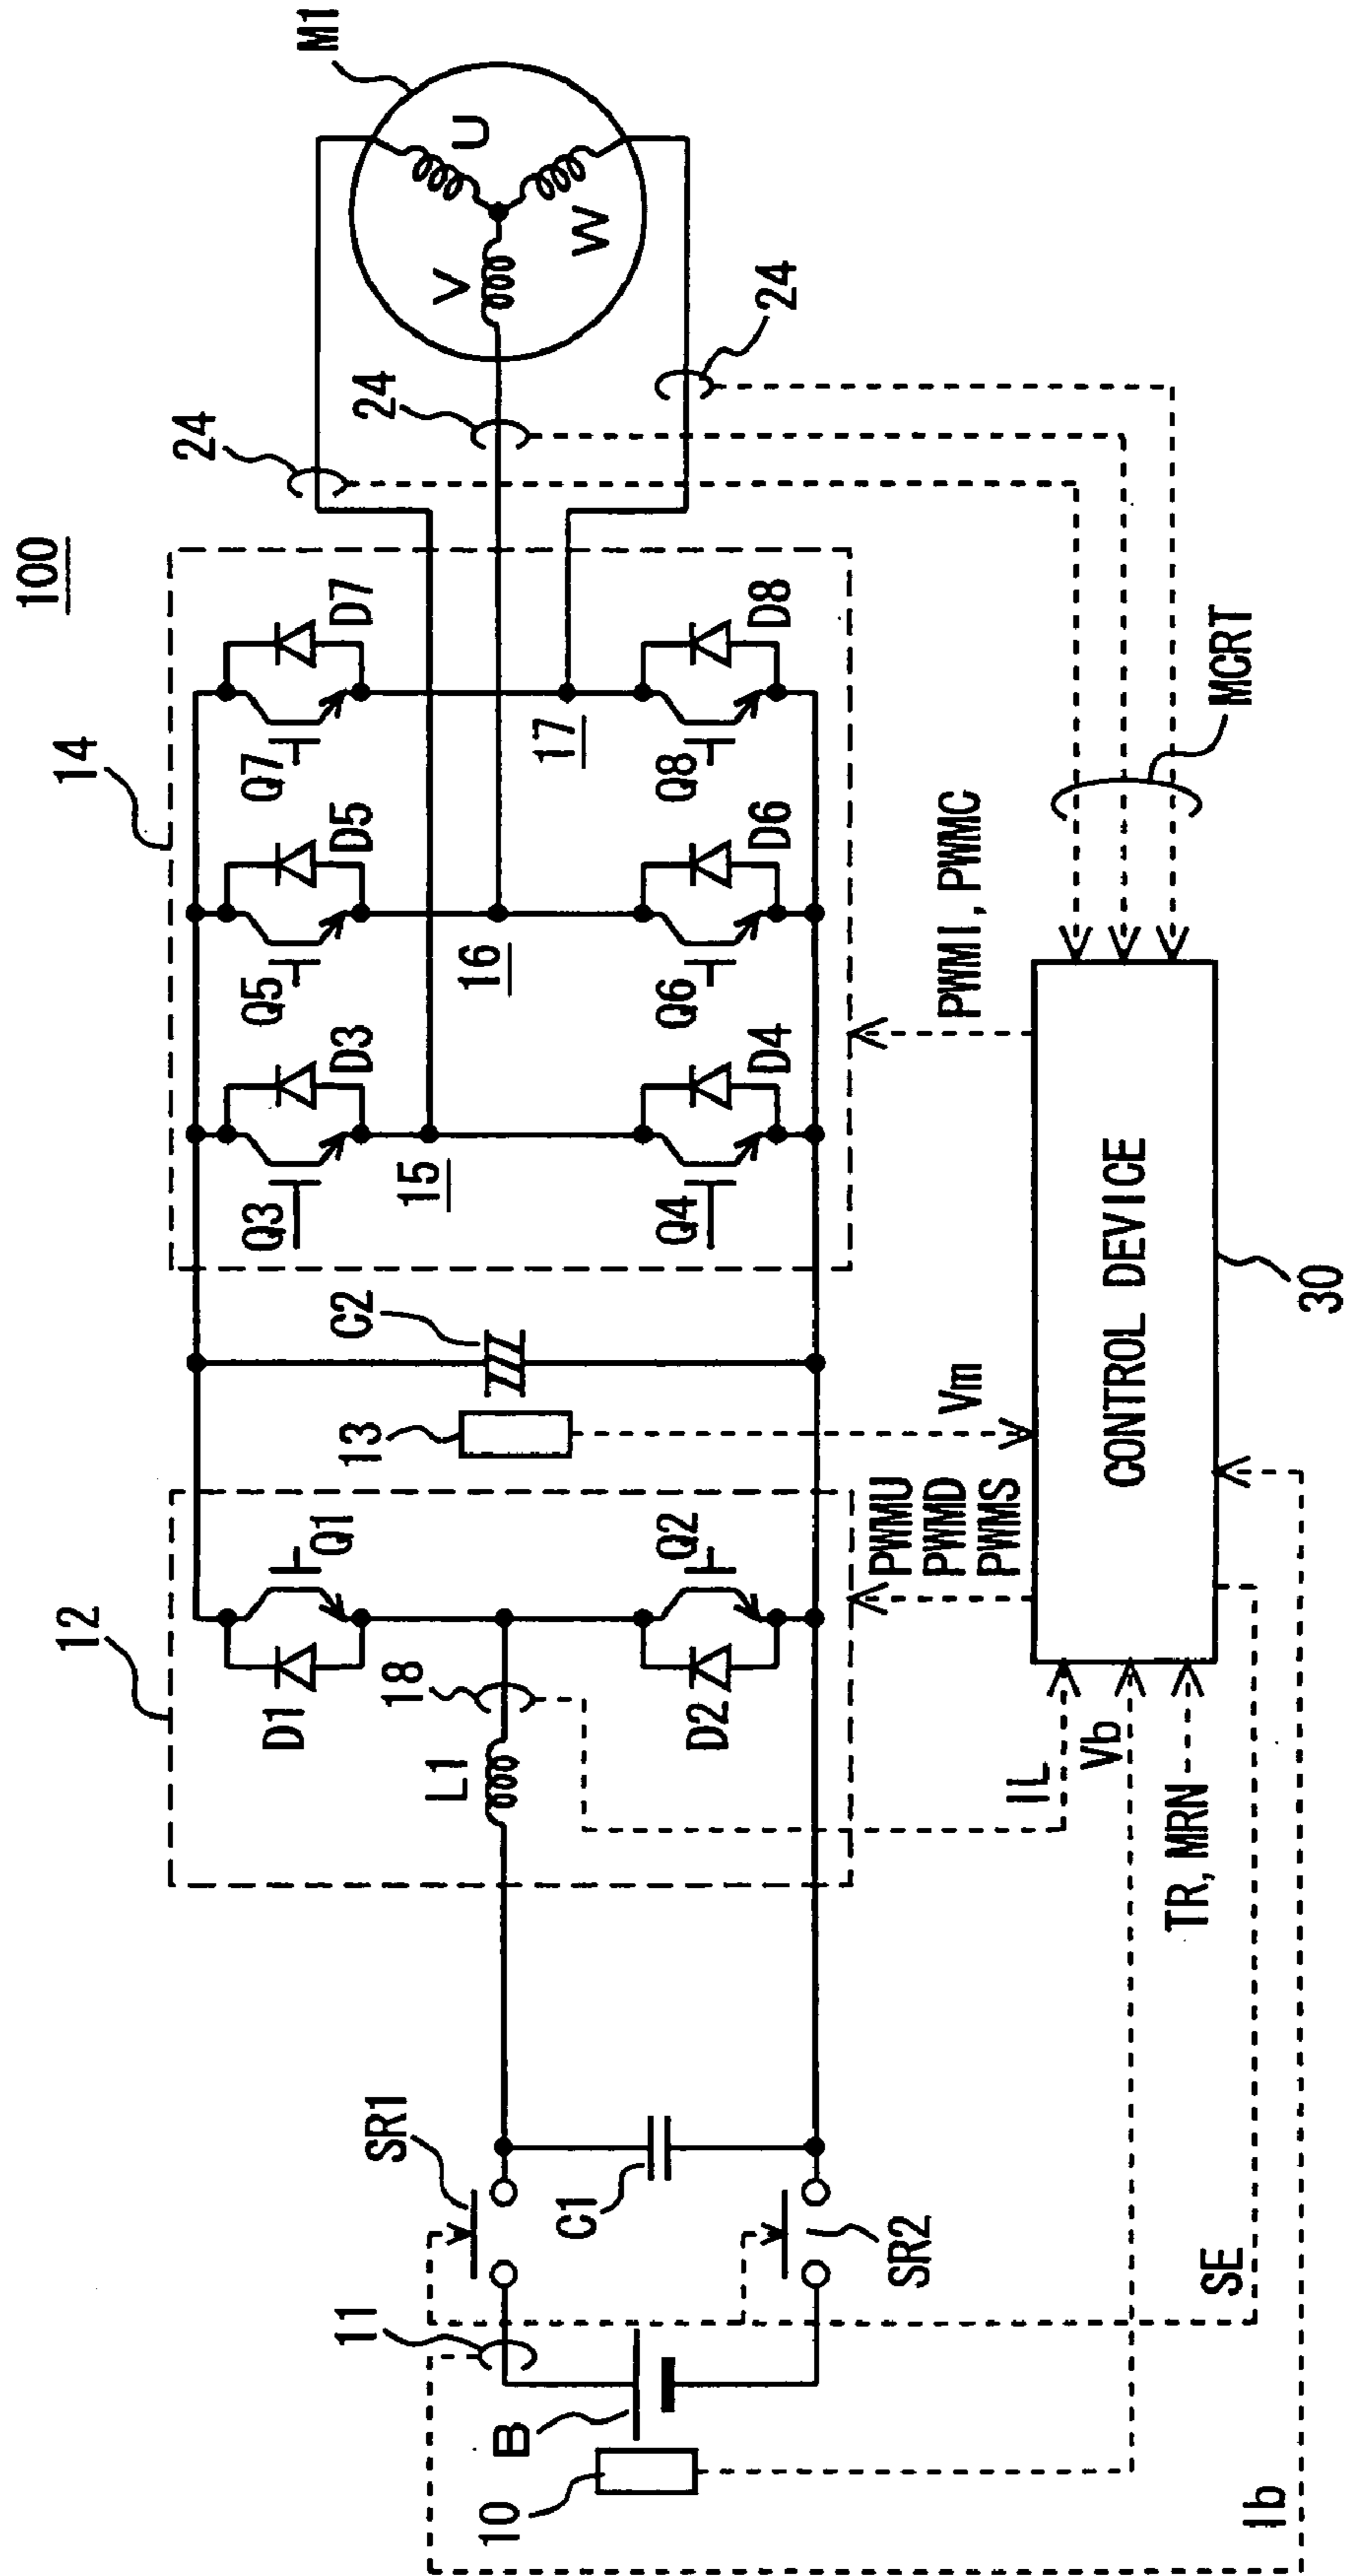 100
12
14
M1
D1
Q1
C2
Q3
D3
Q5
D5
Q7
D7
24
24
24
U
V
W
11
SR1
L1
18
13
15
16
17
B
10
C1
SR2
D2
Q2
Q4
D4
Q6
D6
Q8
D8
IL
Vb
TR, MRN
PWMU
PWMD
PWMS
Vm
PWMI, PWMC
MCRT
CONTROL DEVICE
30
SE
Ib